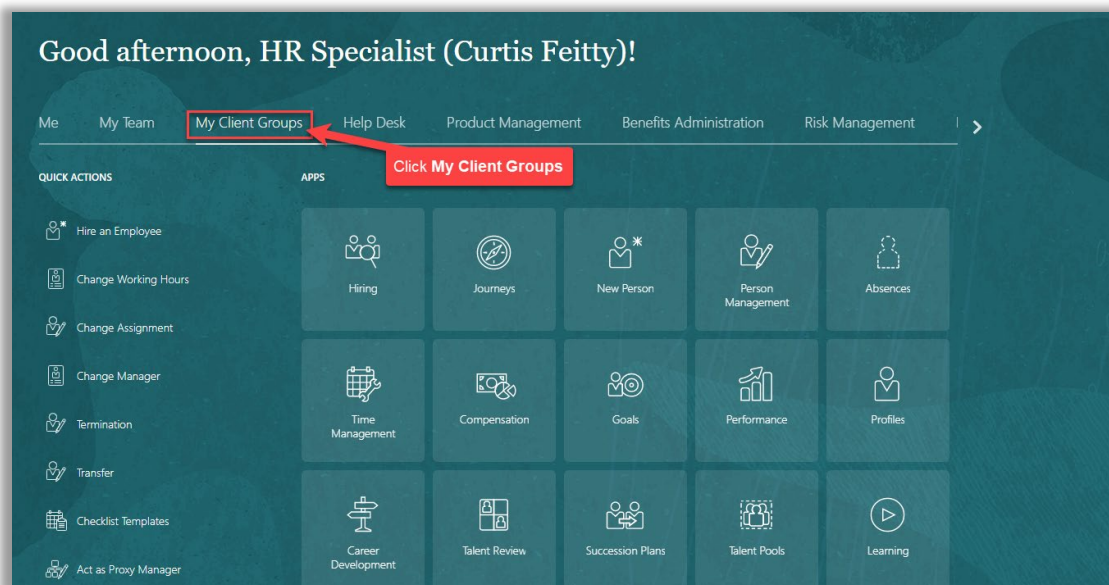 Good afternoon, HR Specialist (Curtis Feitty)!
Me My Team My Client Groups Help Desk Product Management Benefits Administration Risk Management
Click My Client Groups
QUICK ACTIONS
Hire an Employee
Change Working Hours
Change Assignment
Change Manager
Termination
Transfer
Checklist Templates
Act as Proxy Manager
APPS
Hiring
Journeys
New Person
Person
Management
Absences
Time
Management
Compensation
Goals
Performance
Profiles
Career
Development
Talent Review
Succession Plans
Talent Pools
Learning